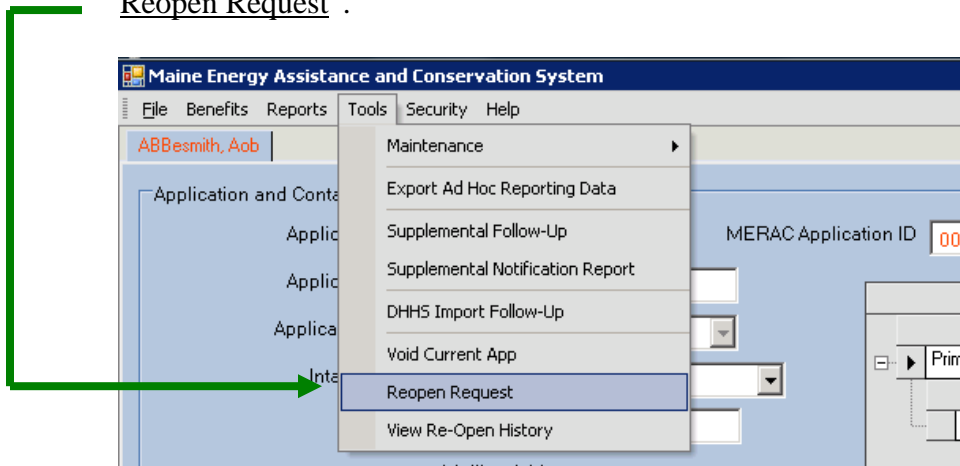 Reopen Request .
Maine Energy Assistance and Conservation System
File Benefits Reports Tools Security Help
ABBesmith, Aob
Maintenance
Application and Conta
Export Ad Hoc Reporting Data
Applic
Supplemental Follow-Up
MERAC Application ID 00
Supplemental Notification Report
Applic
DHHS Import Follow-Up
Applica
Void Current App
Prim
Inta
Reopen Request
View Re-Open History